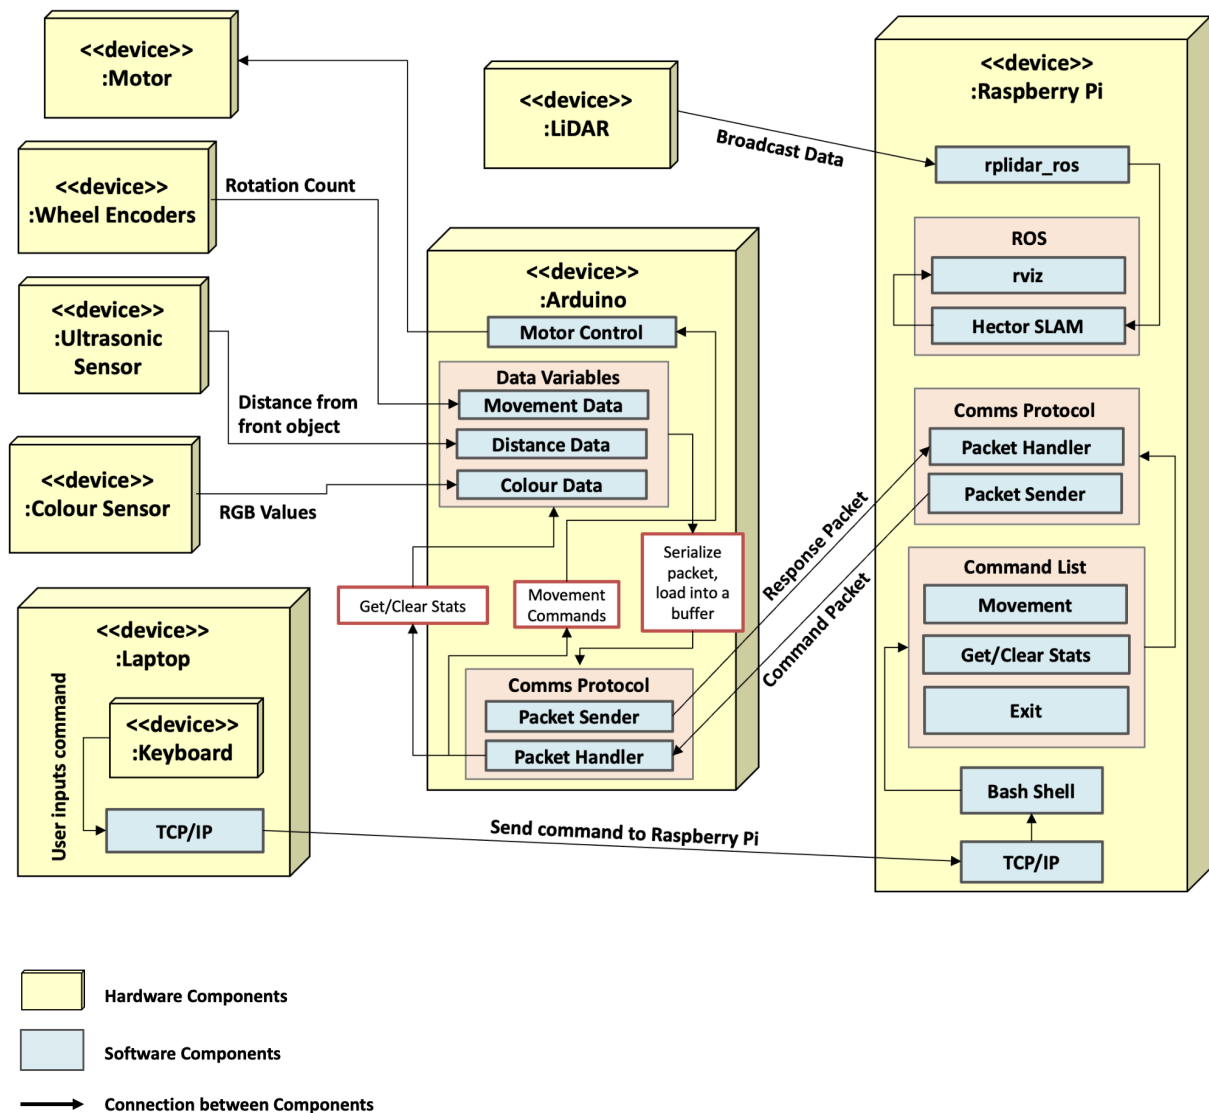 <<device>>
:Motor
<<device>>
:LiDAR
<<device>>
:Raspberry Pi
Broadcast Data
rplidar_ros
<<device>>
:Wheel Encoders
Rotation Count
ROS
rviz
Hector SLAM
<<device>>
:Arduino
Motor Control
<<device>>
:Ultrasonic
Sensor
Data Variables
Movement Data
Distance Data
Colour Data
Distance from
front object
Comms Protocol
Packet Handler
Packet Sender
<<device>>
:Colour Sensor
RGB Values
Serialize
packet,
load into a
buffer
Response Packet
Command Packet
Get/Clear Stats
Movement
Commands
Command List
Movement
Get/Clear Stats
Exit
<<device>>
:Laptop
User inputs command
<<device>>
:Keyboard
TCP/IP
Comms Protocol
Packet Sender
Packet Handler
Send command to Raspberry Pi
Bash Shell
TCP/IP
Hardware Components
Software Components
Connection between Components